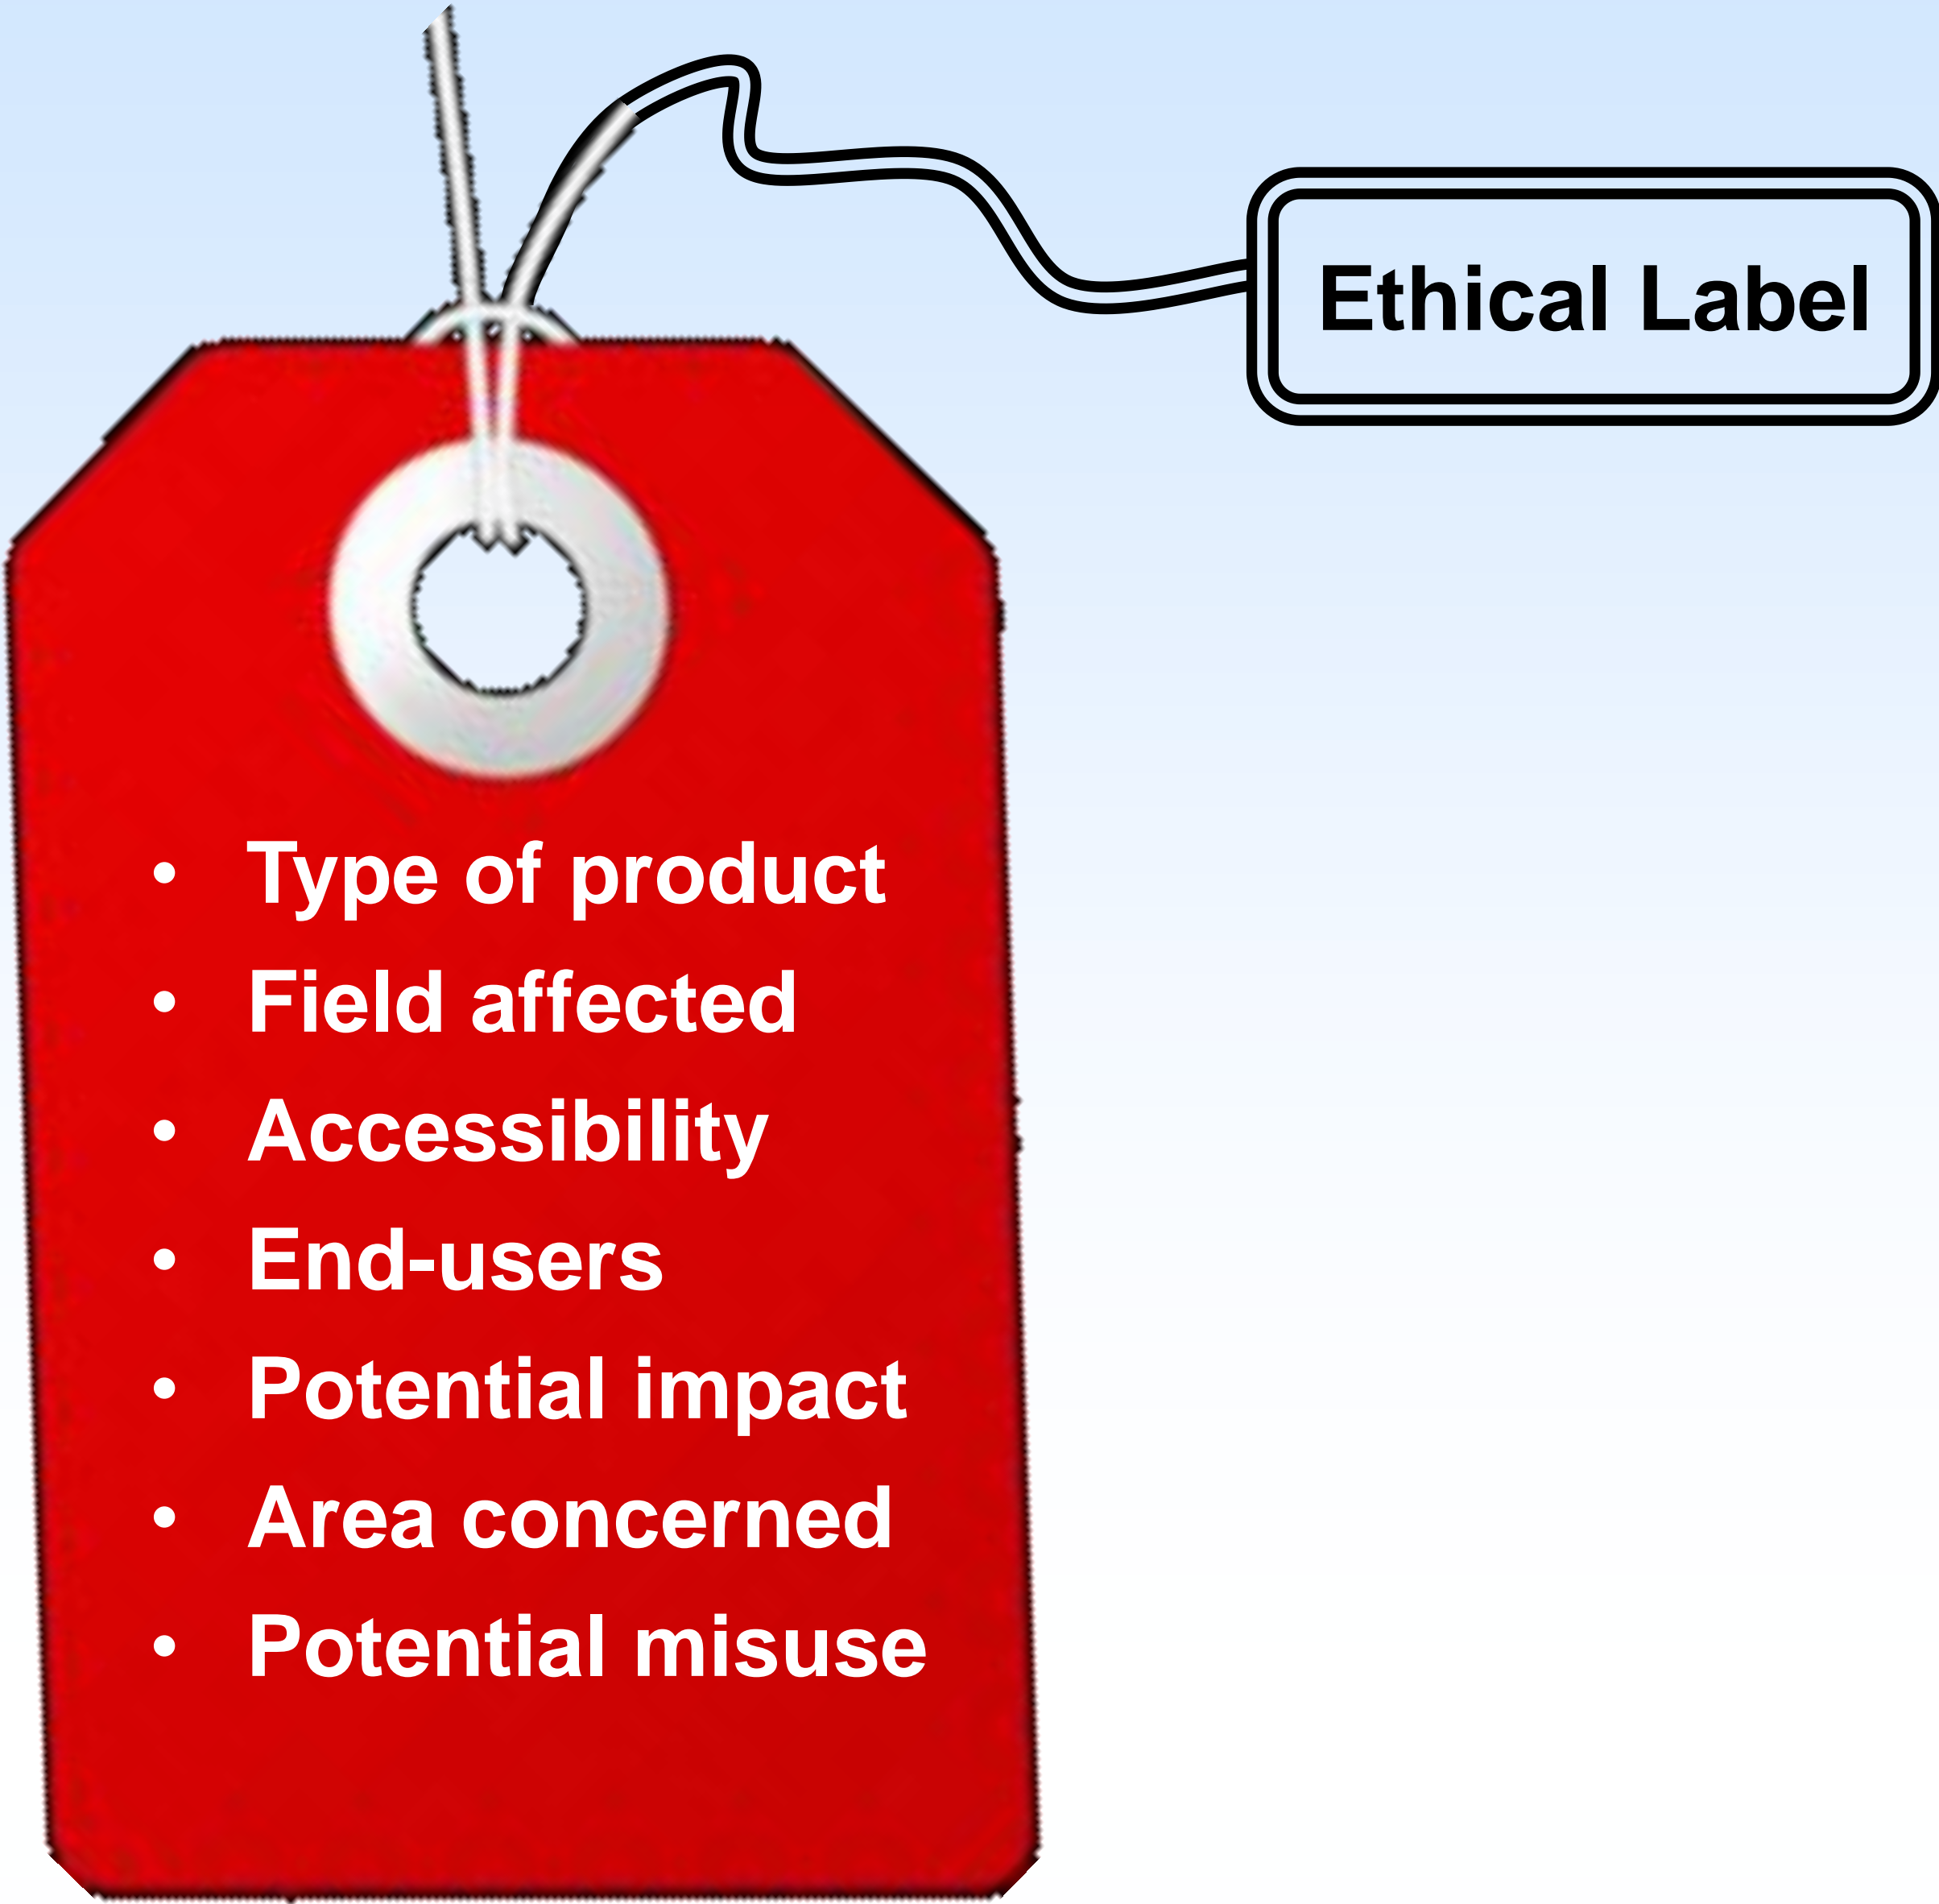 Ethical Label
• Type of product
• Field affected
• Accessibility
• End-users
• Potential impact
• Area concerned
• Potential misuse